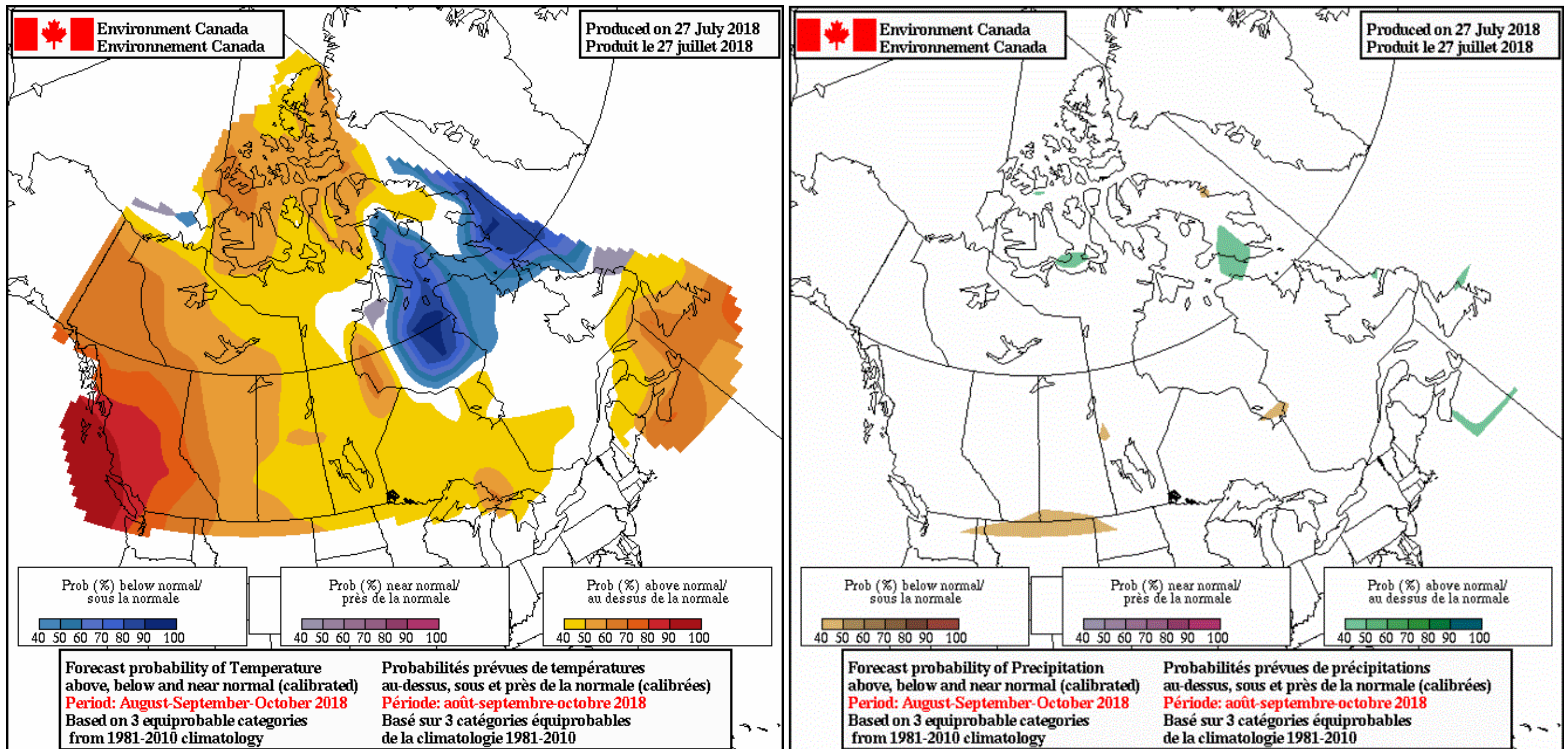 Environment Canada
Environnement Canada
Produced on 27 July 2018
Produit le 27 juillet 2018
Prob (%) below normal/
sous la normale
40 50 60 70 80 90 100
Prob (%) near normal/
près de la normale
40 50 60 70 80 90 100
Prob (%) above normal/
au dessus de la normale
40 50 60 70 80 90 100
Forecast probability of Temperature
above, below and near normal (calibrated)
Period: August-September-October 2018
Based on 3 equiprobable categories
from 1981-2010 climatology
Probabilités prévues de températures
au-dessus, sous et près de la normale (calibrées)
Période: août-septembre-octobre 2018
Basé sur 3 catégories équiprobables
de la climatologie 1981-2010
Environment Canada
Environnement Canada
Produced on 27 July 2018
Produit le 27 juillet 2018
Prob (%) below normal/
sous la normale
40 50 60 70 80 90 100
Prob (%) near normal/
près de la normale
40 50 60 70 80 90 100
Prob (%) above normal/
au dessus de la normale
40 50 60 70 80 90 100
Forecast probability of Precipitation
above, below and near normal (calibrated)
Period: August-September-October 2018
Based on 3 equiprobable categories
from 1981-2010 climatology
Probabilités prévues de précipitations
au-dessus, sous et près de la normale (calibrées)
Période: août-septembre-octobre 2018
Basé sur 3 catégories équiprobables
de la climatologie 1981-2010